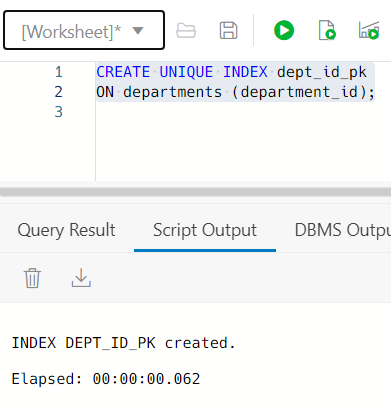 [Worksheet]*
1 CREATE UNIQUE INDEX dept_id_pk
2 ON departments (department_id);
3
Query Result Script Output DBMS Outpu
INDEX DEPT_ID_PK created.
Elapsed: 00:00:00.062